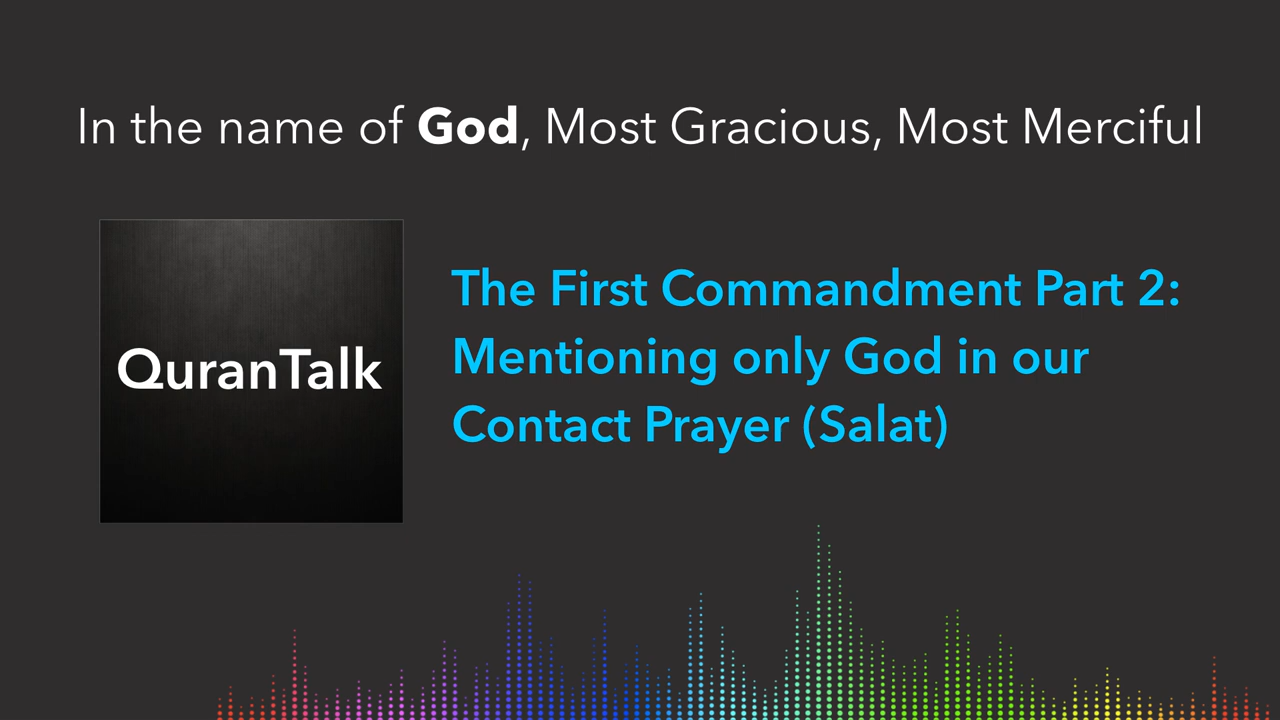 In the name of God, Most Gracious, Most Merciful
QuranTalk
The First Commandment Part 2:
Mentioning only God in our
Contact Prayer (Salat)